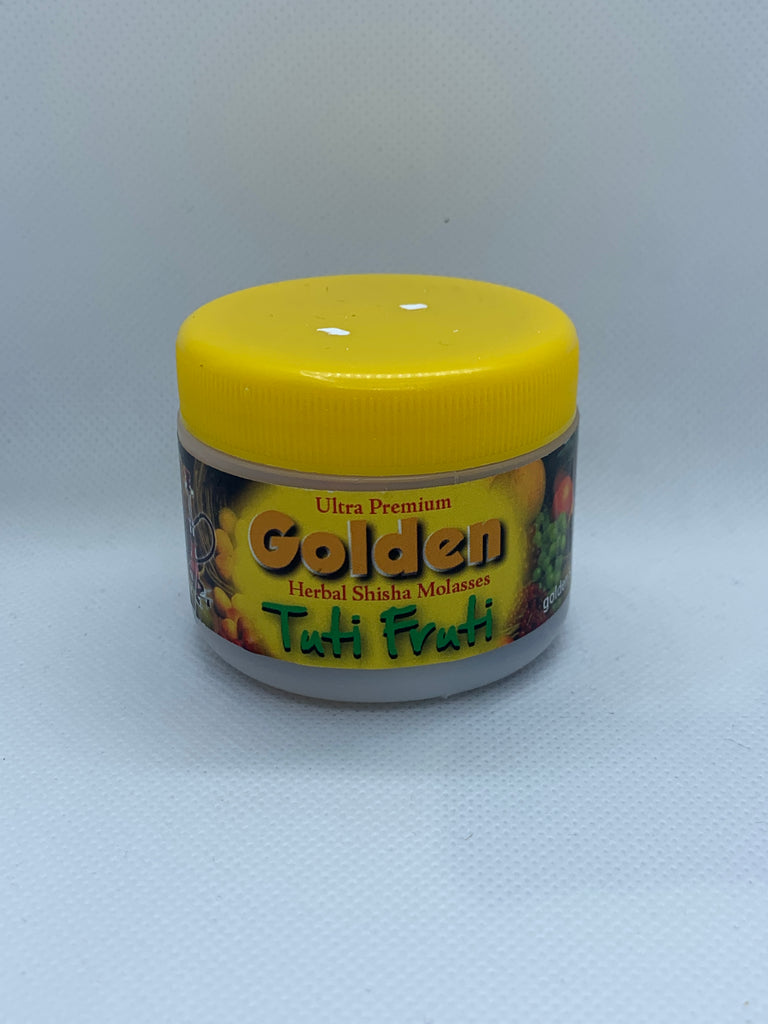 Ultra Premium
Golden
Herbal Shisha Molasses
Tuti Fruti